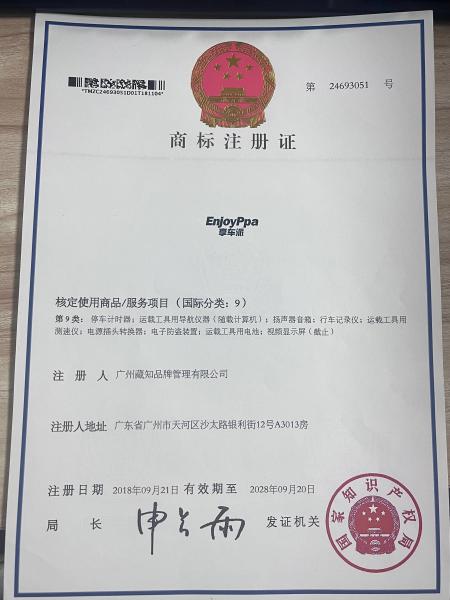 *TMZC24693051D01T181104*
第 24693051 号
商标注册证
EnjoyPpa
享车派
核定使用商品/服务项目（国际分类：9）
第9类：停车计时器；运载工具用导航仪器（随载计算机）；扬声器音箱；行车记录仪；运载工具用
测速仪；电源插头转换器；电子防盗装置；运载工具用电池；视频显示屏（截止）
注册人 广州藏知品牌管理有限公司
注册人地址 广东省广州市天河区沙太路银利街12号A3013房
注册日期 2018年09月21日 有效期至 2028年09月20日
局长 申长雨 发证机关
国家知识产权局